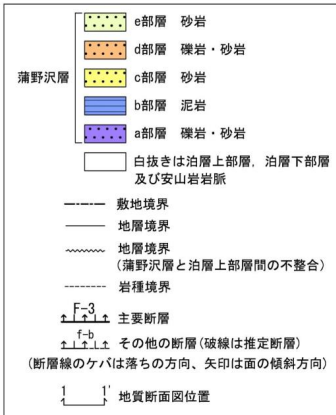 e部層 砂岩
d部層 礫岩・砂岩
蒲野沢層
c部層 砂岩
b部層 泥岩
a部層 礫岩・砂岩
白抜きは泊層上部層，泊層下部層
及び安山岩岩脈
敷地境界
地層境界
地層境界
(蒲野沢層と泊層上部層間の不整合)
岩種境界
F-3
主要断層
f-b
その他の断層(破線は推定断層)
(断層線のケバは落ちの方向、矢印は面の傾斜方向)
1 1'
地質断面図位置